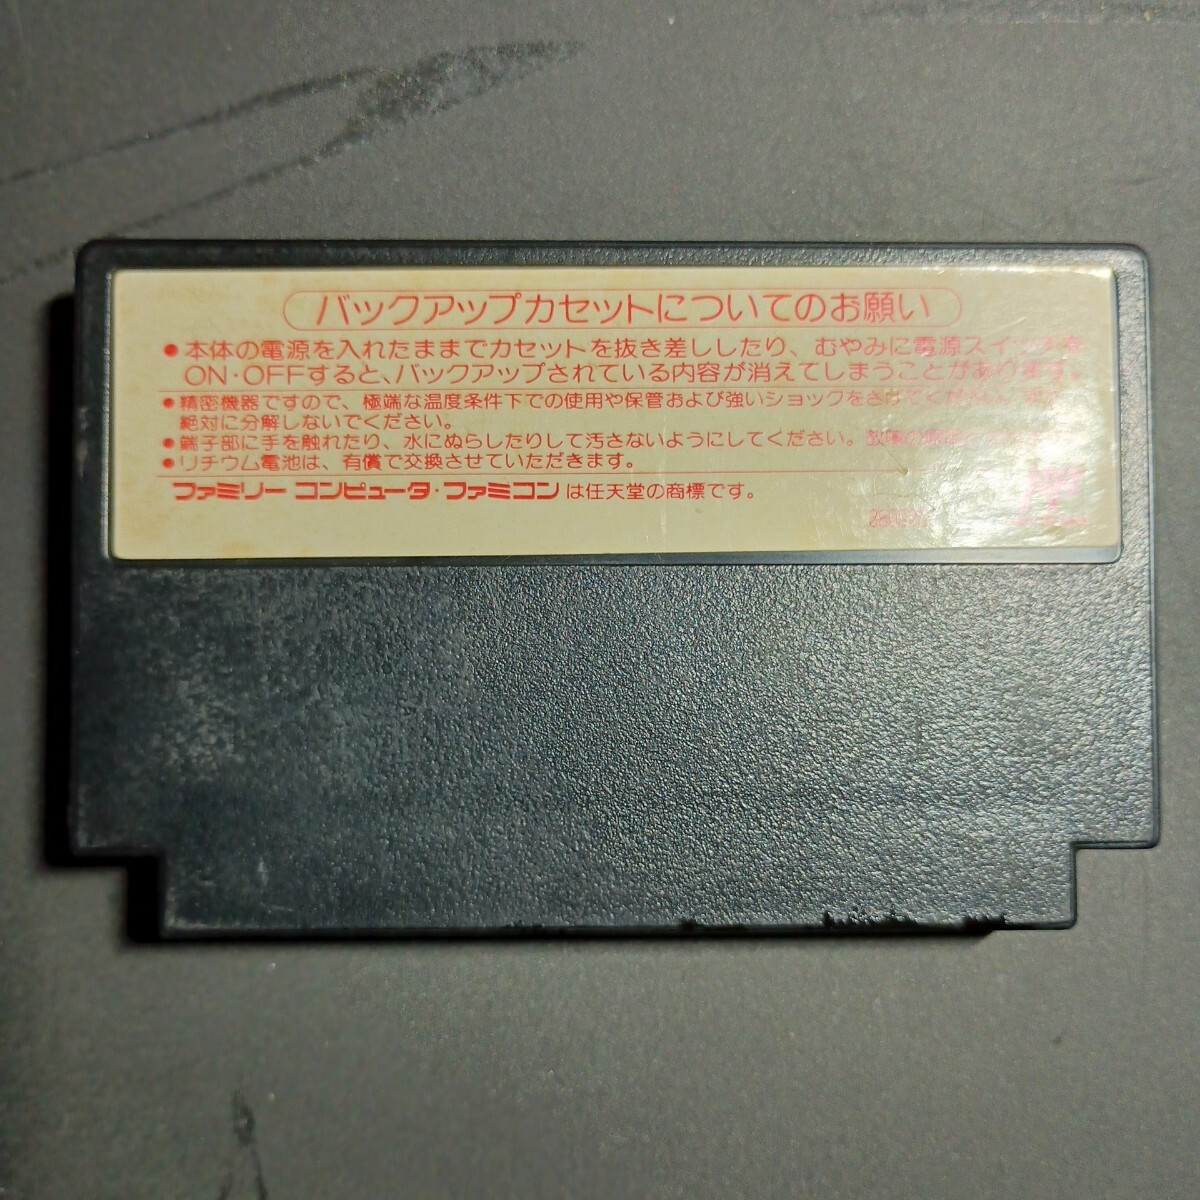 バックアップカセットについてのお願い
●本体の電源を入れたままでカセットを抜き差ししたり、むやみに電源スイッチを
ON・OFFすると、バックアップされている内容が消えてしまうことがあります。
●精密機器ですので、極端な温度条件下での使用や保管および強いショックをさけてください。
絶対に分解しないでください。
●端子部に手を触れたり、水にぬらしたりして汚さないようにしてください。故障の原因
●リチウム電池は、有償で交換させていただきます。
ファミリー コンピュータ・ファミコン は任天堂の商標です。